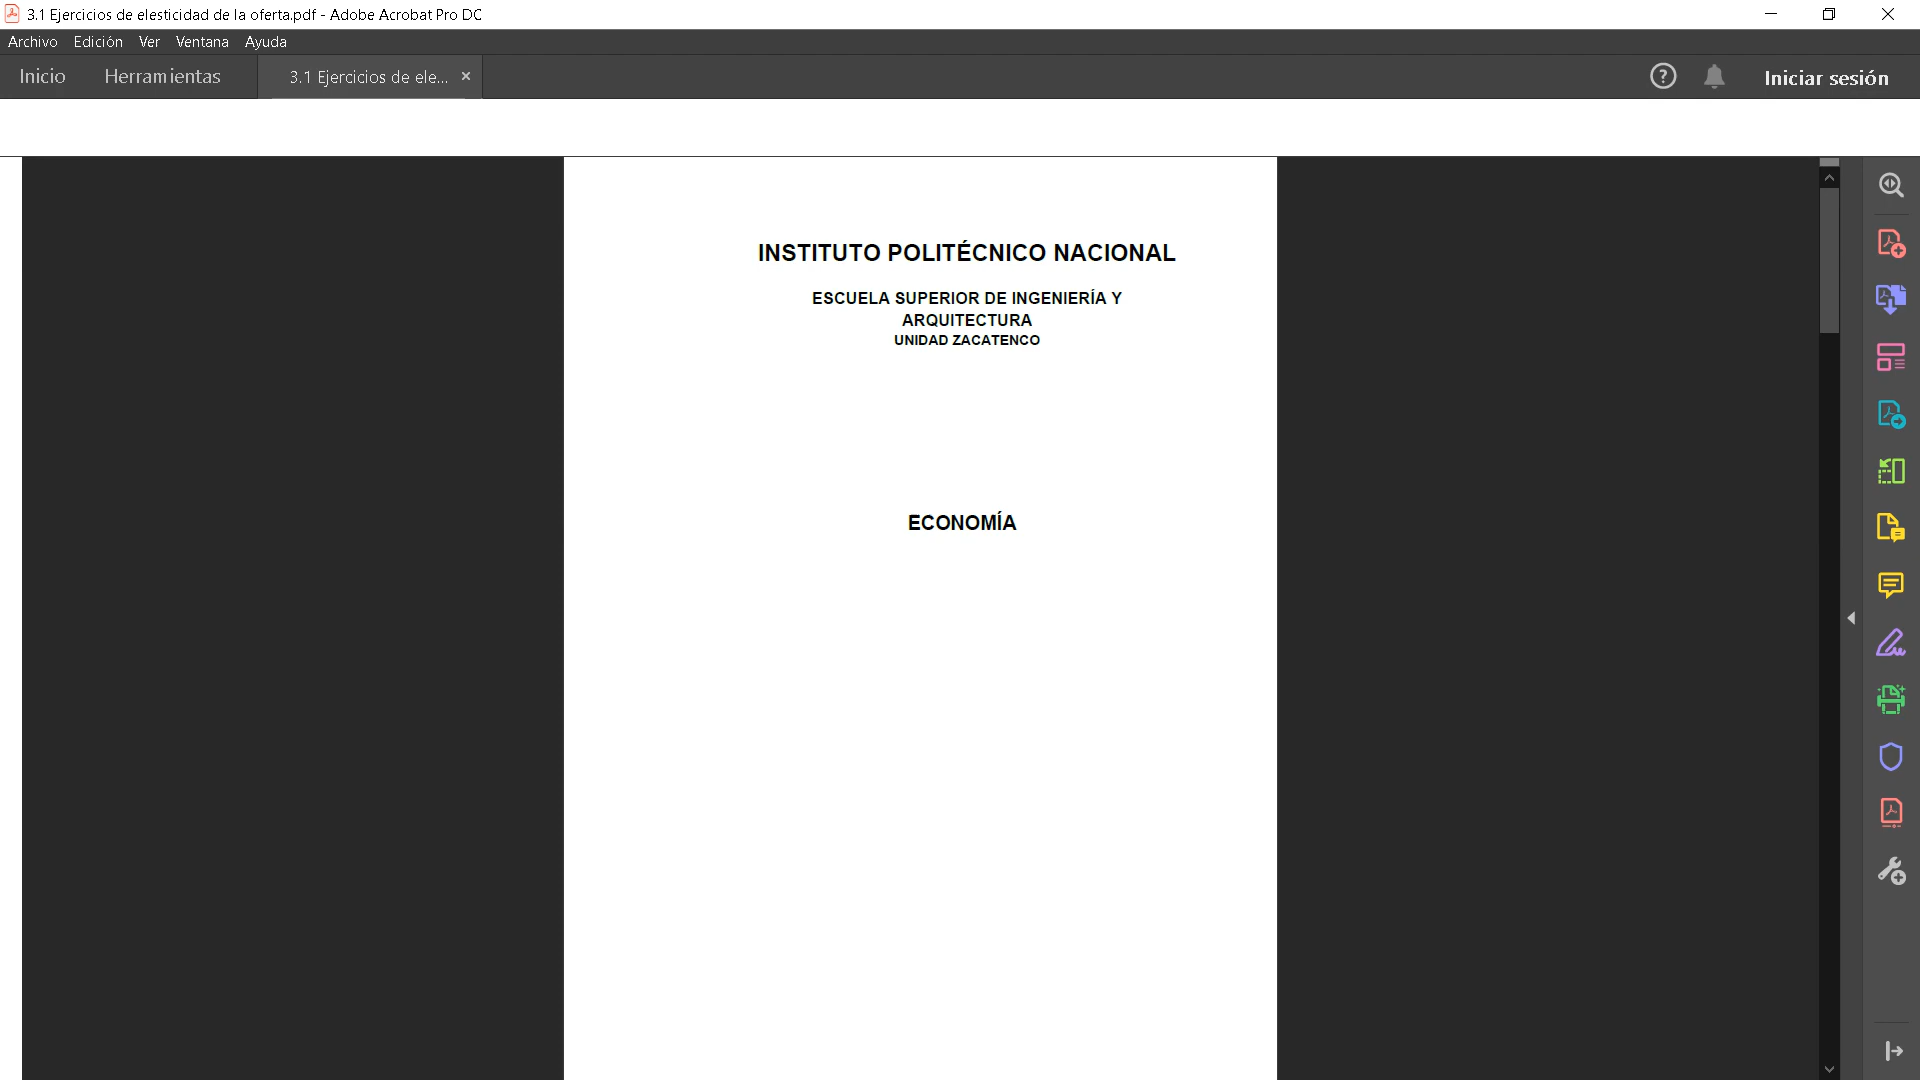 3.1 Ejercicios de elesticidad de la oferta.pdf - Adobe Acrobat Pro DC
Archivo Edición Ver Ventana Ayuda
Inicio Herramientas 3.1 Ejercicios de ele... Iniciar sesión
INSTITUTO POLITÉCNICO NACIONAL
ESCUELA SUPERIOR DE INGENIERÍA Y
ARQUITECTURA
UNIDAD ZACATENCO
ECONOMÍA